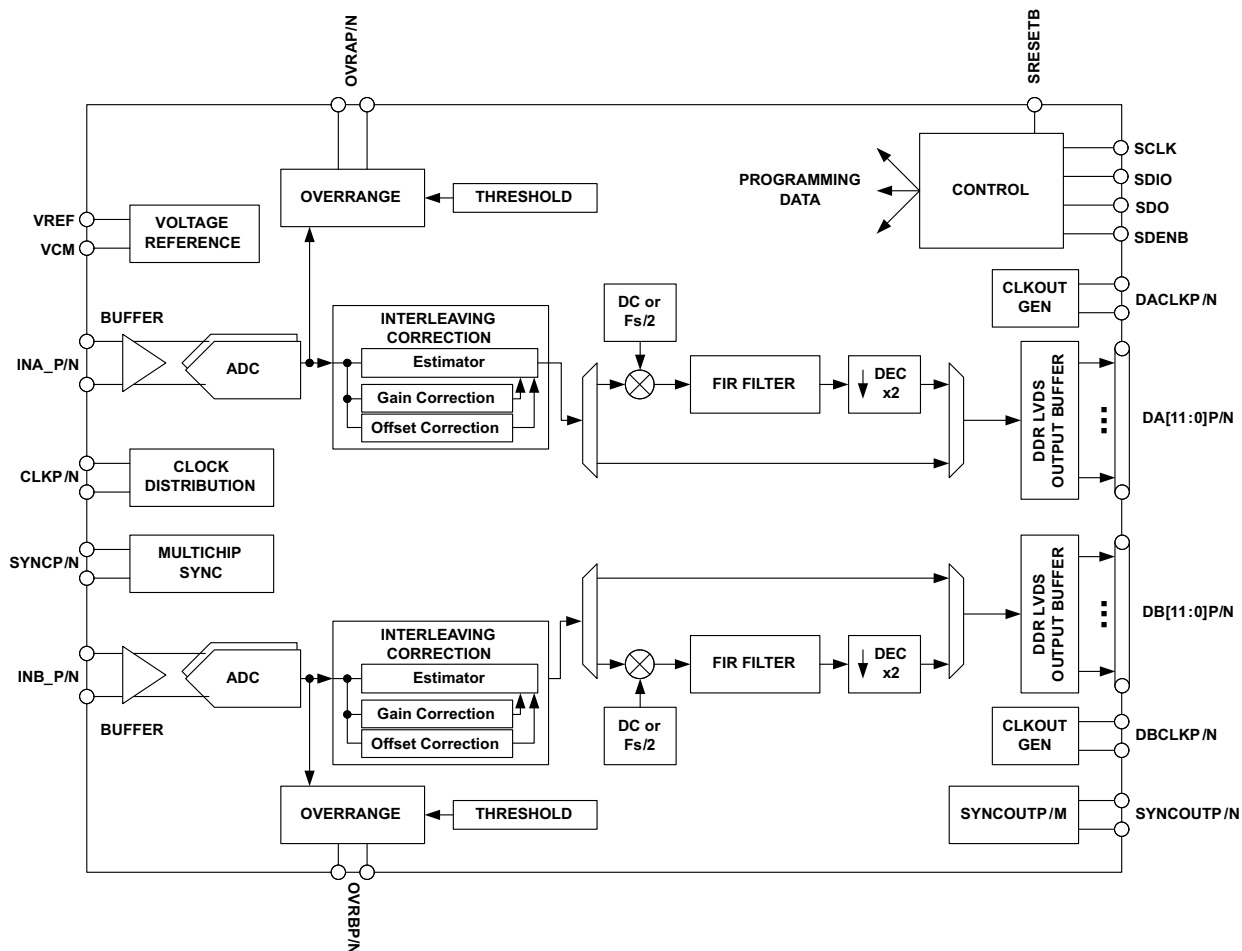 OVRAP/N
SRESETB
OVERRANGE
THRESHOLD
PROGRAMMING
DATA
CONTROL
SCLK
SDIO
SDO
SDENB
VREF
VCM
VOLTAGE
REFERENCE
CLKOUT
GEN
DACLKP/N
BUFFER
INA_P/N
ADC
INTERLEAVING
CORRECTION
Estimator
Gain Correction
Offset Correction
DC or
Fs/2
FIR FILTER
DEC
x2
DDR LVDS
OUTPUT BUFFER
DA[11:0]P/N
CLKP/N
CLOCK
DISTRIBUTION
SYNCP/N
MULTICHIP
SYNC
INB_P/N
ADC
BUFFER
INTERLEAVING
CORRECTION
Estimator
Gain Correction
Offset Correction
FIR FILTER
DEC
x2
DC or
Fs/2
DDR LVDS
OUTPUT BUFFER
DB[11:0]P/N
CLKOUT
GEN
DBCLKP/N
OVERRANGE
THRESHOLD
SYNCOUTP/M
SYNCOUTP/N
OVRBP/N